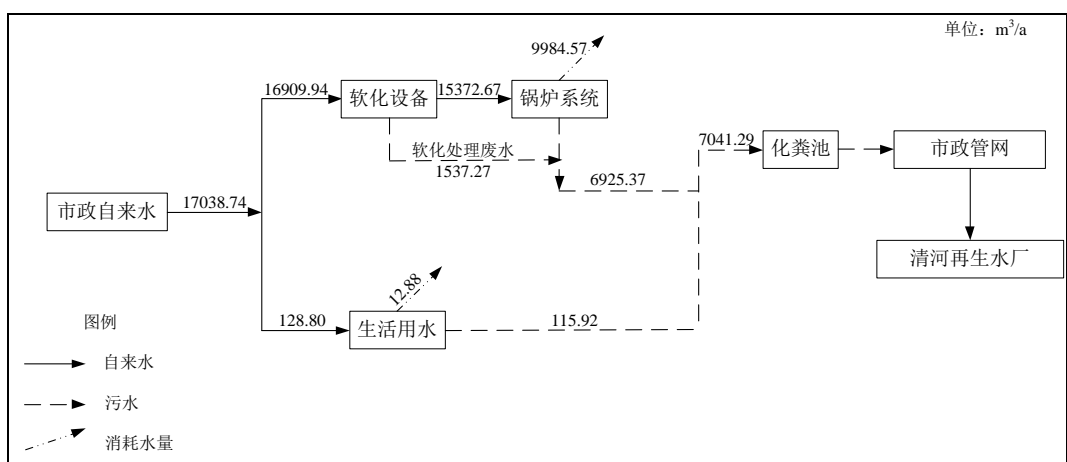 单位：m³/a
9984.57
16909.94
软化设备
15372.67
锅炉系统
软化处理废水
1537.27
7041.29
化粪池
市政管网
6925.37
市政自来水
17038.74
清河再生水厂
12.88
128.80
生活用水
115.92
图例
自来水
污水
消耗水量